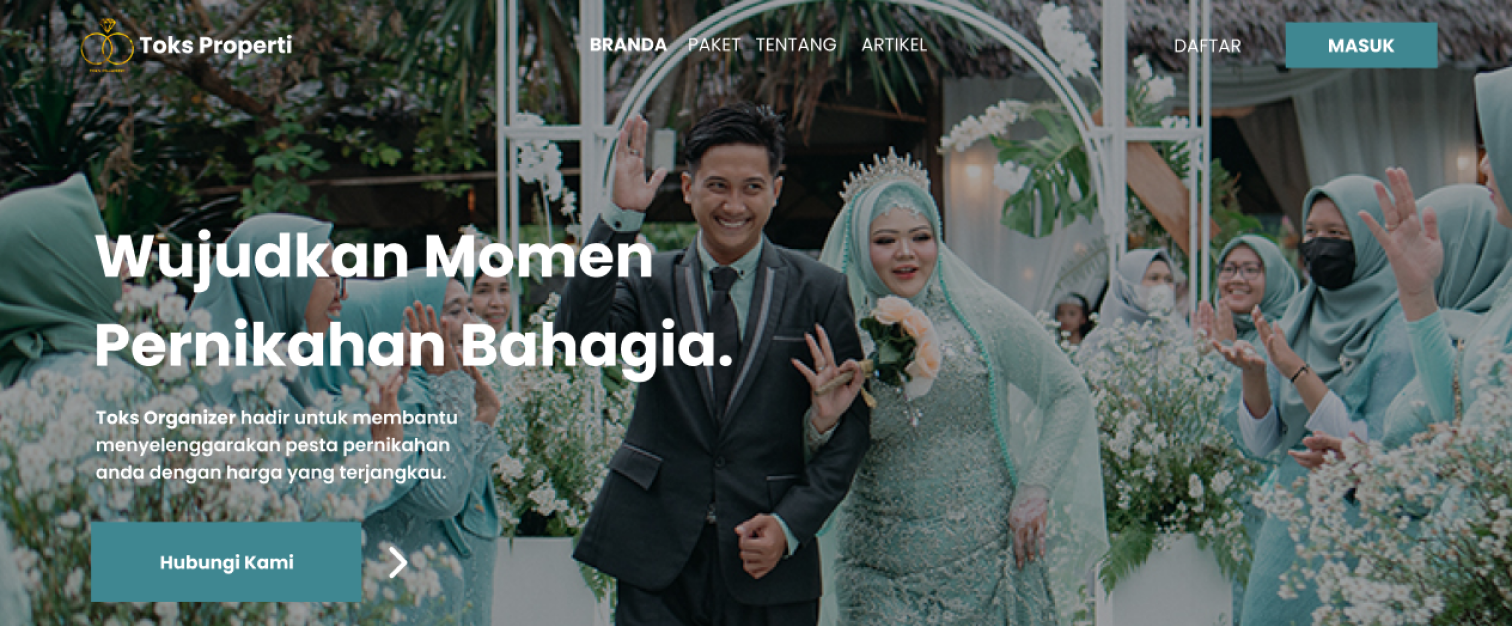 Toks Properti
BRANDA PAKET TENTANG ARTIKEL
DAFTAR
MASUK
Wujudkan Momen
Pernikahan Bahagia.
Toks Organizer hadir untuk membantu
menyelenggarakan pesta pernikahan
anda dengan harga yang terjangkau.
Hubungi Kami